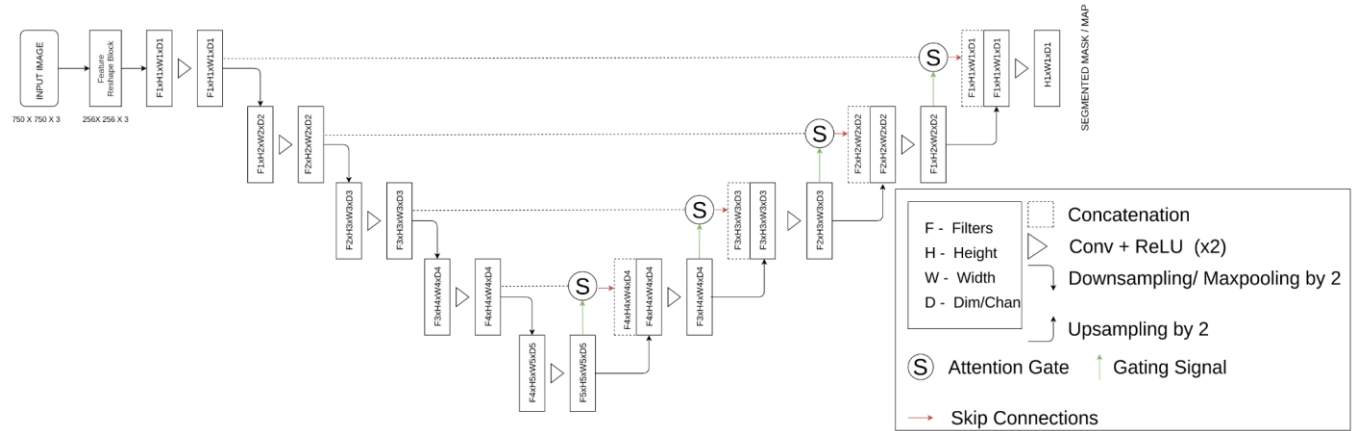 INPUT IMAGE
750 X 750 X 3
Feature
Reshape Block
256X 256 X 3
F1xH1xW1xD1
F1xH1xW1xD1
S
F1xH1xW1xD1
F1xH1xW1xD1
H1xW1xD1
SEGMENTED MASK / MAP
F1xH2xW2xD2
F2xH2xW2xD2
S
F2xH2xW2xD2
F2xH2xW2xD2
F1xH2xW2xD2
F2xH3xW3xD3
F3xH3xW3xD3
S
F3xH3xW3xD3
F3xH3xW3xD3
F2xH3xW3xD3
F3xH4xW4xD4
F4xH4xW4xD4
S
F4xH4xW4xD4
F4xH4xW4xD4
F3xH4xW4xD4
F4xH5xW5xD5
F5xH5xW5xD5
F - Filters
H - Height
W - Width
D - Dim/Chan
Concatenation
Conv + ReLU (x2)
Downsampling/ Maxpooling by 2
Upsampling by 2
S Attention Gate
Gating Signal
Skip Connections